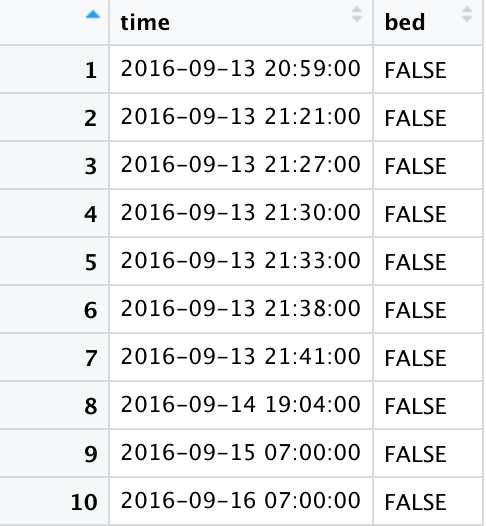 time bed
1 2016-09-13 20:59:00 FALSE
2 2016-09-13 21:21:00 FALSE
3 2016-09-13 21:27:00 FALSE
4 2016-09-13 21:30:00 FALSE
5 2016-09-13 21:33:00 FALSE
6 2016-09-13 21:38:00 FALSE
7 2016-09-13 21:41:00 FALSE
8 2016-09-14 19:04:00 FALSE
9 2016-09-15 07:00:00 FALSE
10 2016-09-16 07:00:00 FALSE